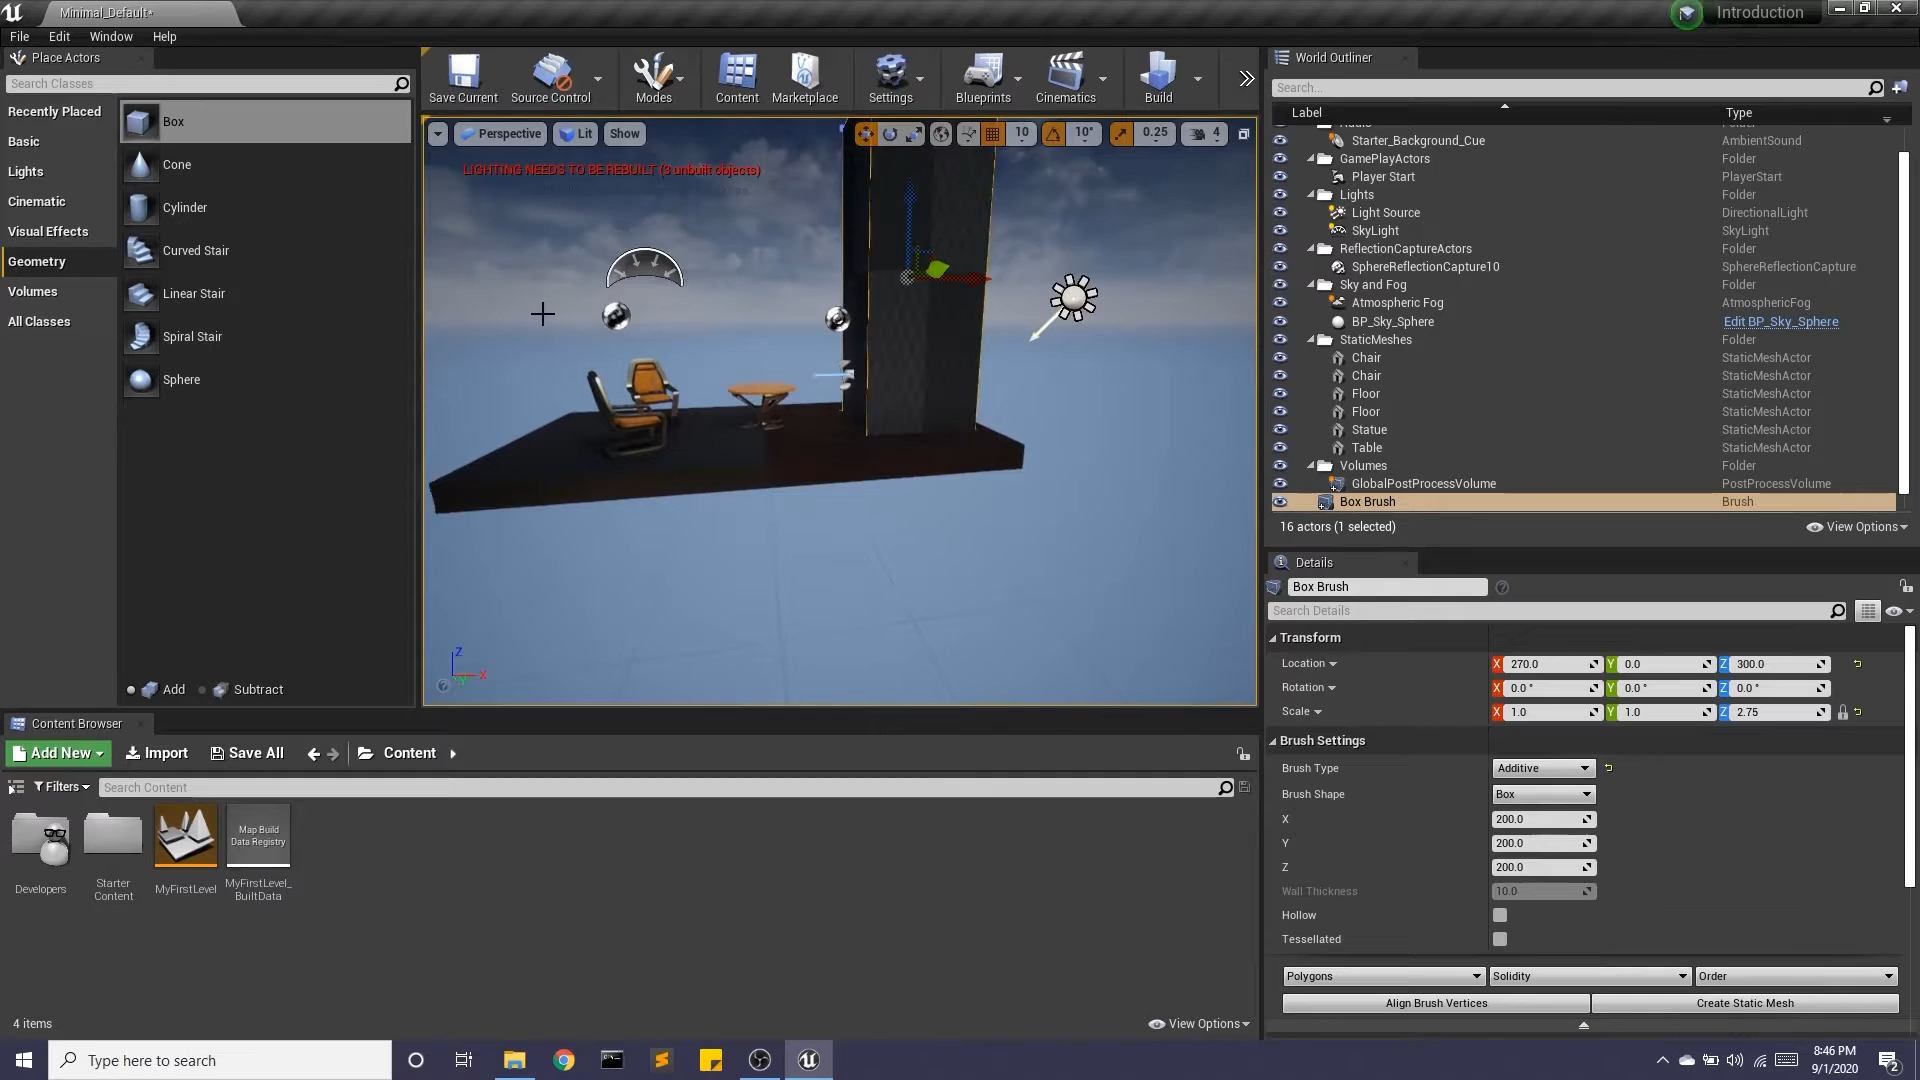 Minimal_Default*
Introduction
File Edit Window Help
Place Actors
Search Classes
Recently Placed
Basic
Lights
Cinematic
Visual Effects
Geometry
Volumes
All Classes
Box
Cone
Cylinder
Curved Stair
Linear Stair
Spiral Stair
Sphere
Add Subtract
Save Current Source Control Modes Content Marketplace Settings Blueprints Cinematics Build
Perspective Lit Show 10 10° 0.25 4
LIGHTING NEEDS TO BE REBUILT (3 unbuilt objects)
Z
X
Y
World Outliner
Search...
Label Type
Starter_Background_Cue AmbientSound
GamePlayActors Folder
Player Start PlayerStart
Lights Folder
Light Source DirectionalLight
SkyLight SkyLight
ReflectionCaptureActors Folder
SphereReflectionCapture10 SphereReflectionCapture
Sky and Fog Folder
Atmospheric Fog AtmosphericFog
BP_Sky_Sphere Edit BP_Sky_Sphere
StaticMeshes Folder
Chair StaticMeshActor
Chair StaticMeshActor
Floor StaticMeshActor
Floor StaticMeshActor
Statue StaticMeshActor
Table StaticMeshActor
Volumes Folder
GlobalPostProcessVolume PostProcessVolume
Box Brush Brush
16 actors (1 selected) View Options
Details
Box Brush
Search Details
Transform
Location X 270.0 Y 0.0 Z 300.0
Rotation X 0.0 ° Y 0.0 ° Z 0.0 °
Scale X 1.0 Y 1.0 Z 2.75
Brush Settings
Brush Type Additive
Brush Shape Box
X 200.0
Y 200.0
Z 200.0
Wall Thickness 10.0
Hollow
Tessellated
Polygons Solidity Order
Align Brush Vertices Create Static Mesh
Content Browser
Add New Import Save All Content
Filters Search Content
Map Build
Data Registry
Developers
Starter
Content
MyFirstLevel
MyFirstLevel_
BuiltData
4 items View Options
Type here to search
8:46 PM
9/1/2020
2